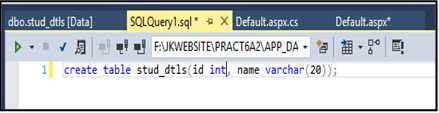 dbo.stud_dtls [Data]
SQLQuery1.sql*
Default.aspx.cs
Default.aspx*
F:\JKWEBSITE\PRACT6A2\APP_DA
1 create table stud_dtls(id int, name varchar(20));